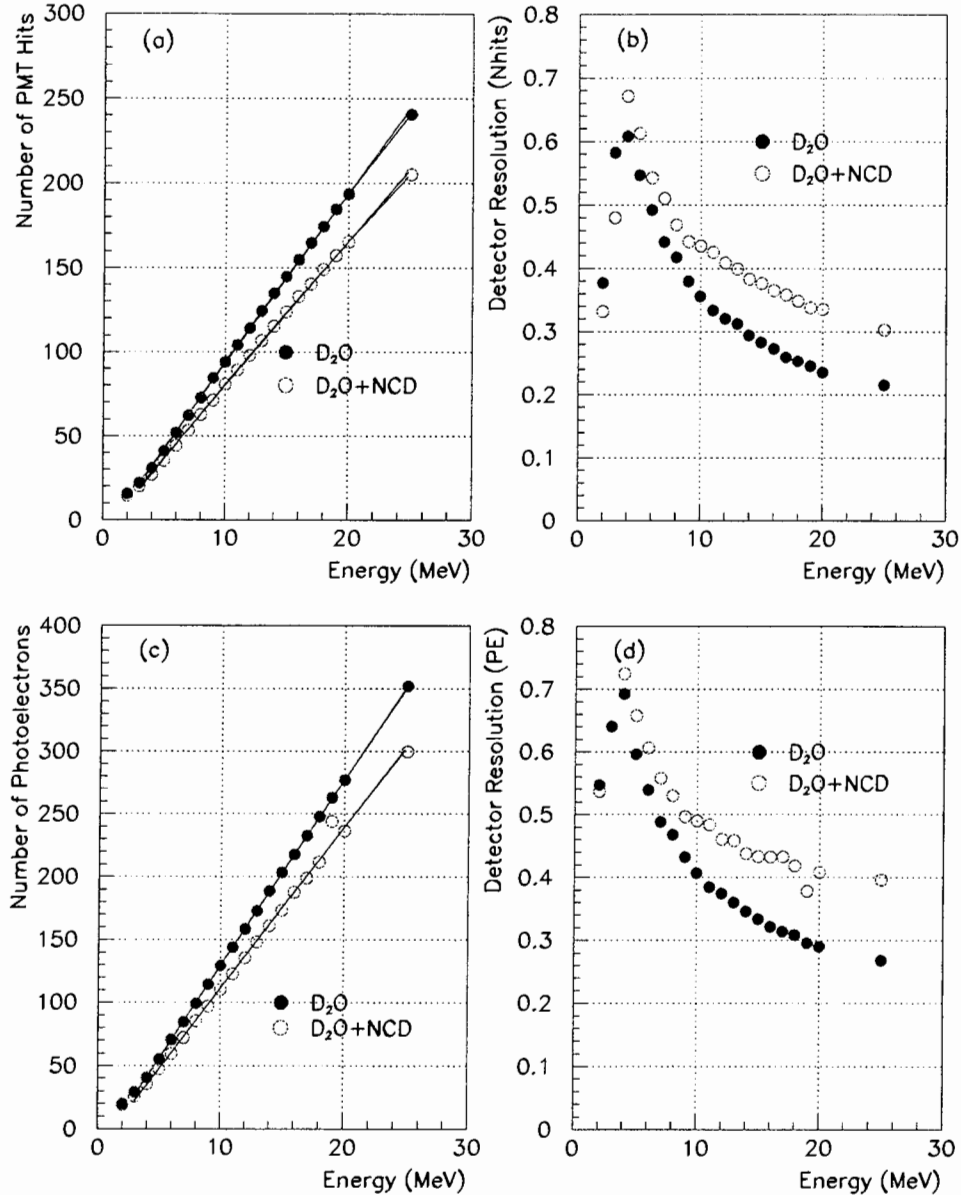 Number of PMT Hits
300
250
200
150
100
50
0
(a)
D₂O
D₂O+NCD
0 10 20 30
Energy (MeV)
Detector Resolution (Nhits)
0.8
0.7
0.6
0.5
0.4
0.3
0.2
0.1
0
(b)
D₂O
D₂O+NCD
0 10 20 30
Energy (MeV)
Number of Photoelectrons
400
350
300
250
200
150
100
50
0
(c)
D₂O
D₂O+NCD
0 10 20 30
Energy (MeV)
Detector Resolution (PE)
0.8
0.7
0.6
0.5
0.4
0.3
0.2
0.1
0
(d)
D₂O
D₂O+NCD
0 10 20 30
Energy (MeV)